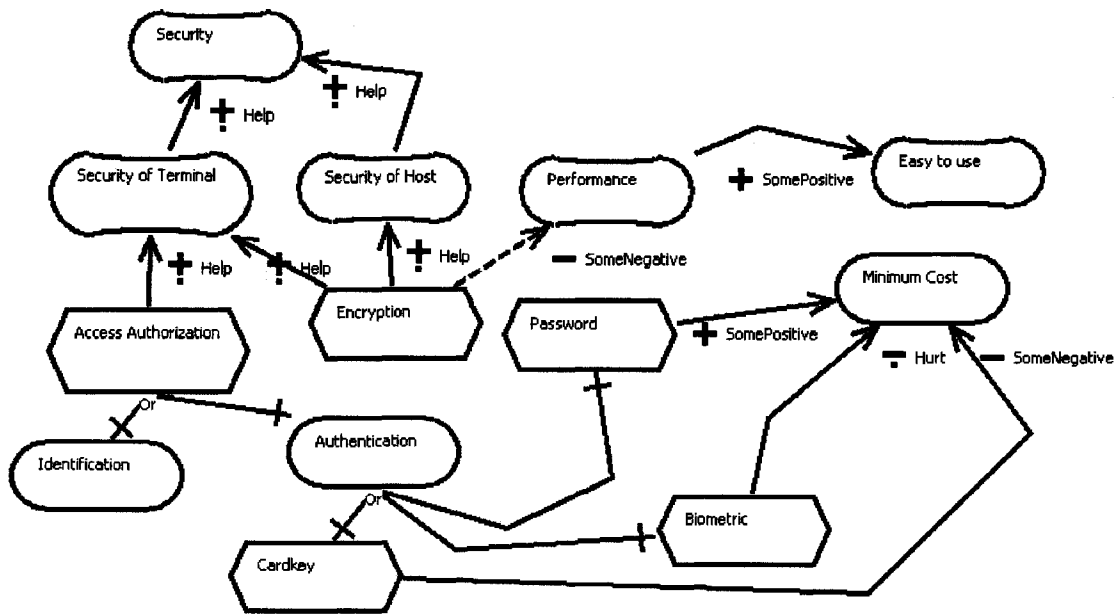 Security
Help
Help
Security of Terminal
Security of Host
Performance
Easy to use
SomePositive
Help
Help
Help
SomeNegative
Minimum Cost
Access Authorization
Encryption
Password
SomePositive
Hurt
SomeNegative
Or
Identification
Authentication
Or
Biometric
Cardkey